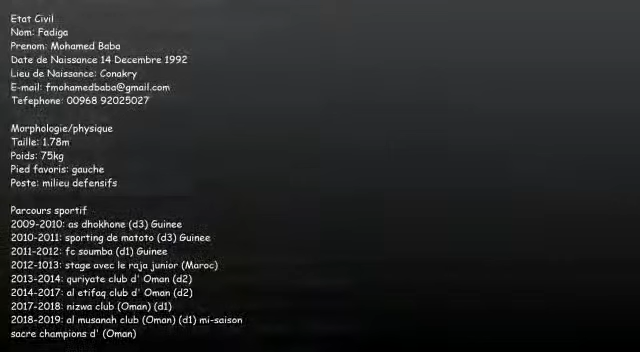 Etat Civil
Nom: Fadiga
Prenom: Mohamed Baba
Date de Naissance 14 Decembre 1992
Lieu de Naissance: Conakry
E-mail: fmohamedbaba@gmail.com
Tefephone: 00968 92025027
Morphologie/physique
Taille: 1.78m
Poids: 75kg
Pied favoris: gauche
Poste: milieu defensifs
Parcours sportif
2009-2010: as dhokhone (d3) Guinee
2010-2011: sporting de matoto (d3) Guinee
2011-2012: fc soumba (d1) Guinee
2012-1013: stage avec le raja junior (Maroc)
2013-2014: quriyate club d' Oman (d2)
2014-2017: al etifaq club d' Oman (d2)
2017-2018: nizwa club (Oman) (d1)
2018-2019: al musanah club (Oman) (d1) mi-saison
sacre champions d' (Oman)